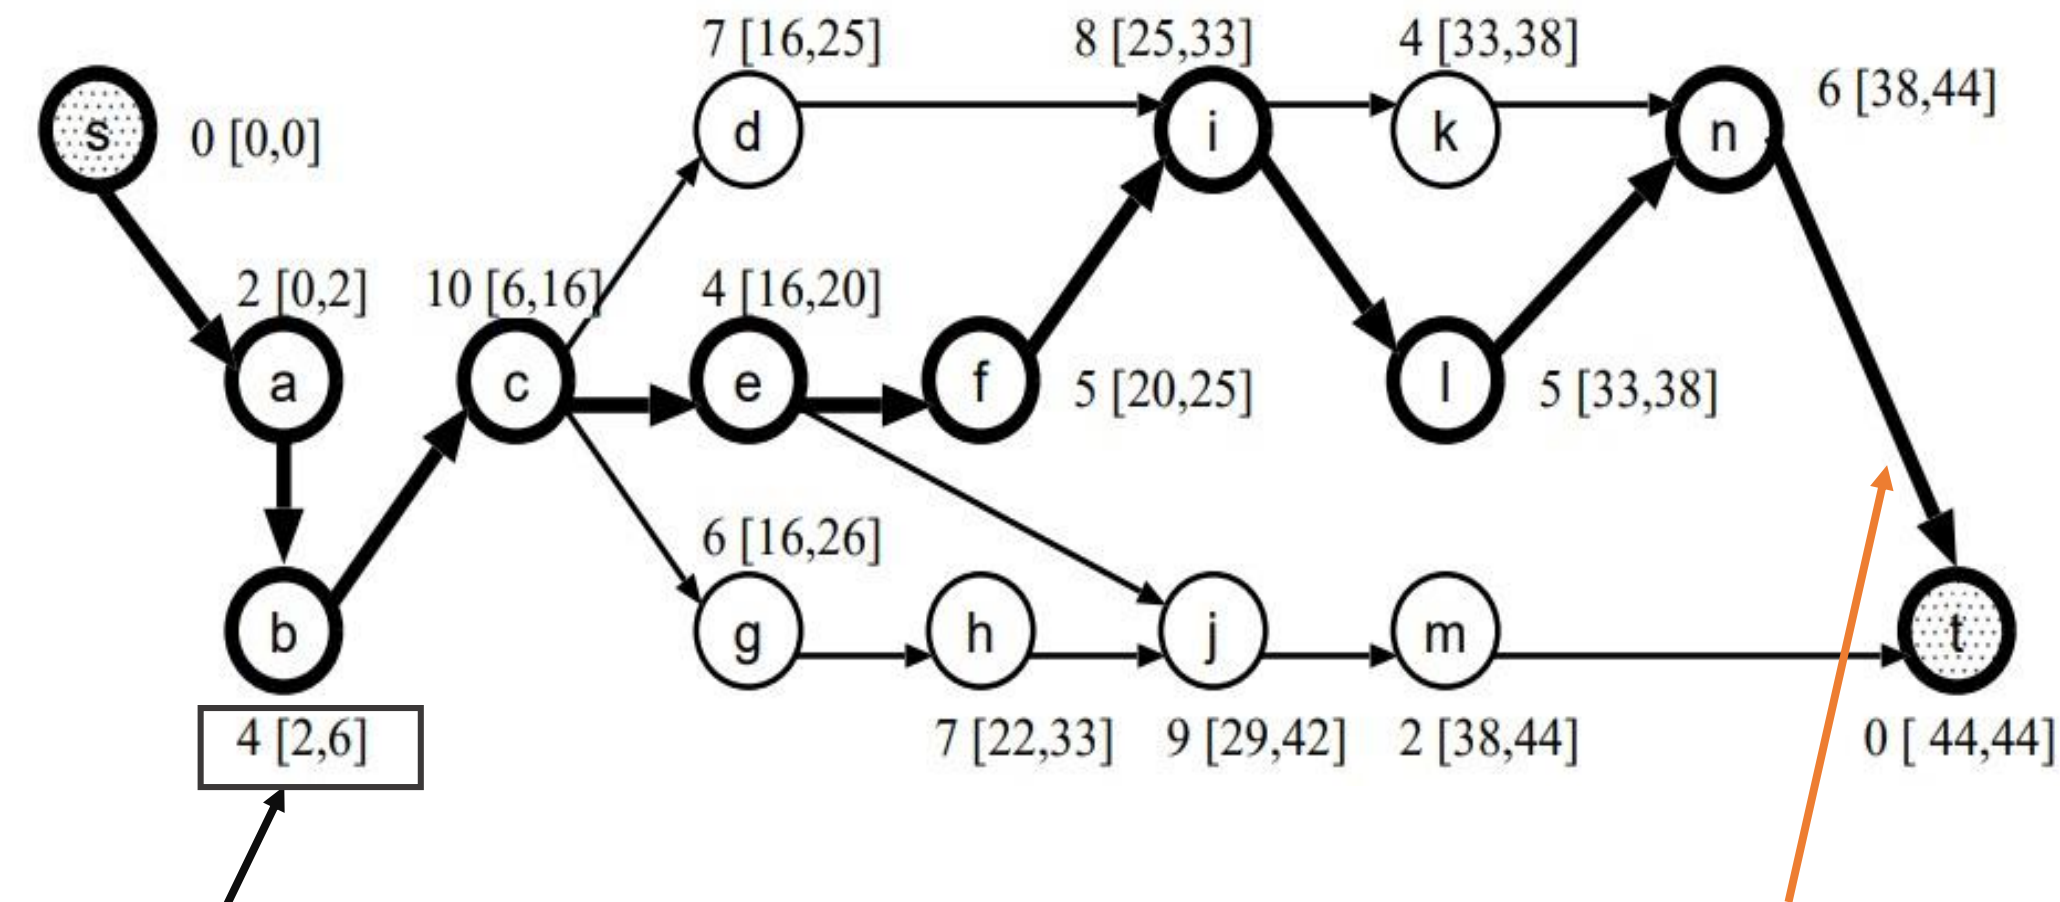 7 [16,25]
8 [25,33]
4 [33,38]
6 [38,44]
s
0 [0,0]
d
i
k
n
2 [0,2]
10 [6,16]
4 [16,20]
a
c
e
f
5 [20,25]
l
5 [33,38]
6 [16,26]
b
g
h
j
m
t
4 [2,6]
7 [22,33]
9 [29,42]
2 [38,44]
0 [ 44,44]